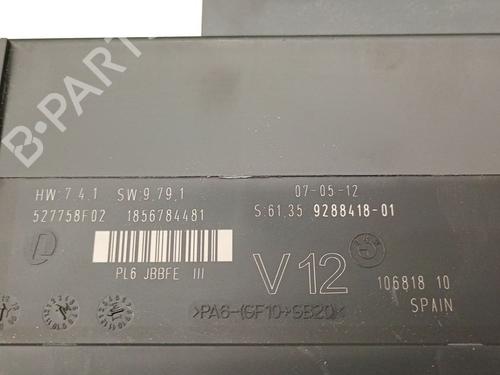 HW:7.4.1 SW:9.79.1
07-05-12
527758F02 1856784481
S:61.35 9288418-01
PL6 JBBFE III
V12
106818 10
SPAIN
>PA6-(GF10+GB20)<
B-PARTS